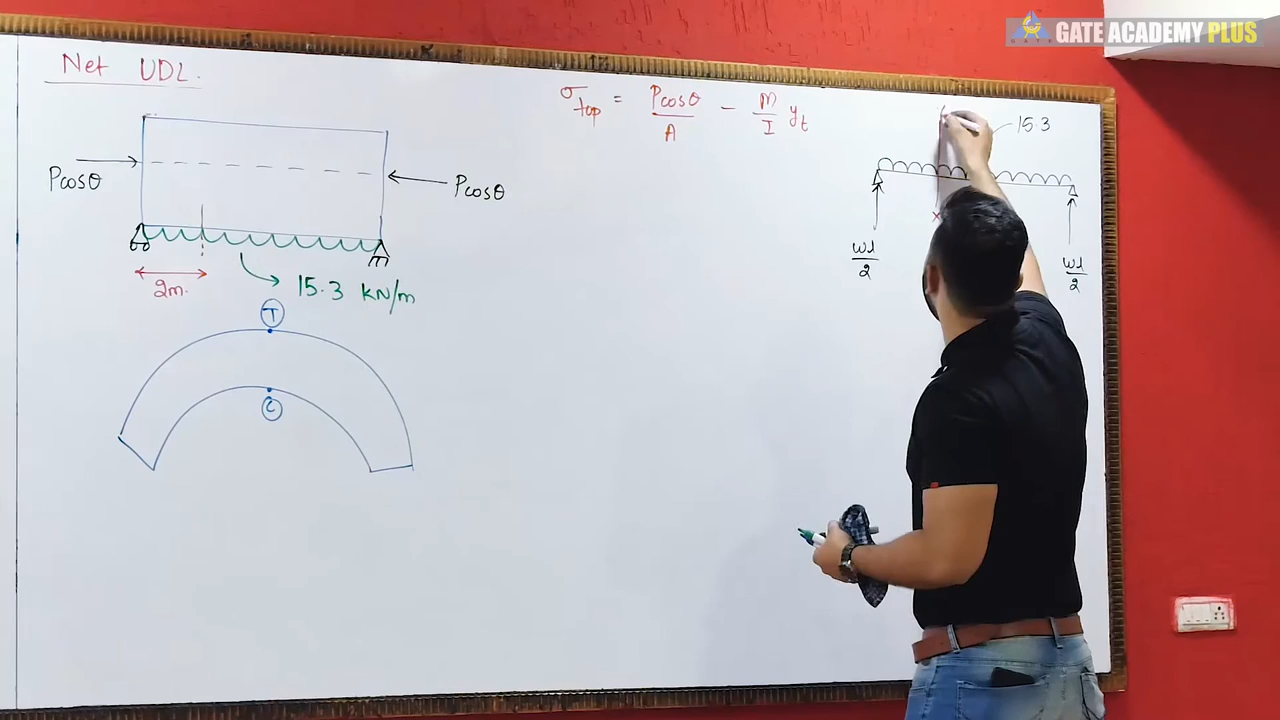 GATE ACADEMY PLUS
Net UDL.
σtop = Pcosθ/A - M/I yt
15.3
Pcosθ
Pcosθ
wl/2
wl/2
2m.
15.3 kN/m
T
C
x